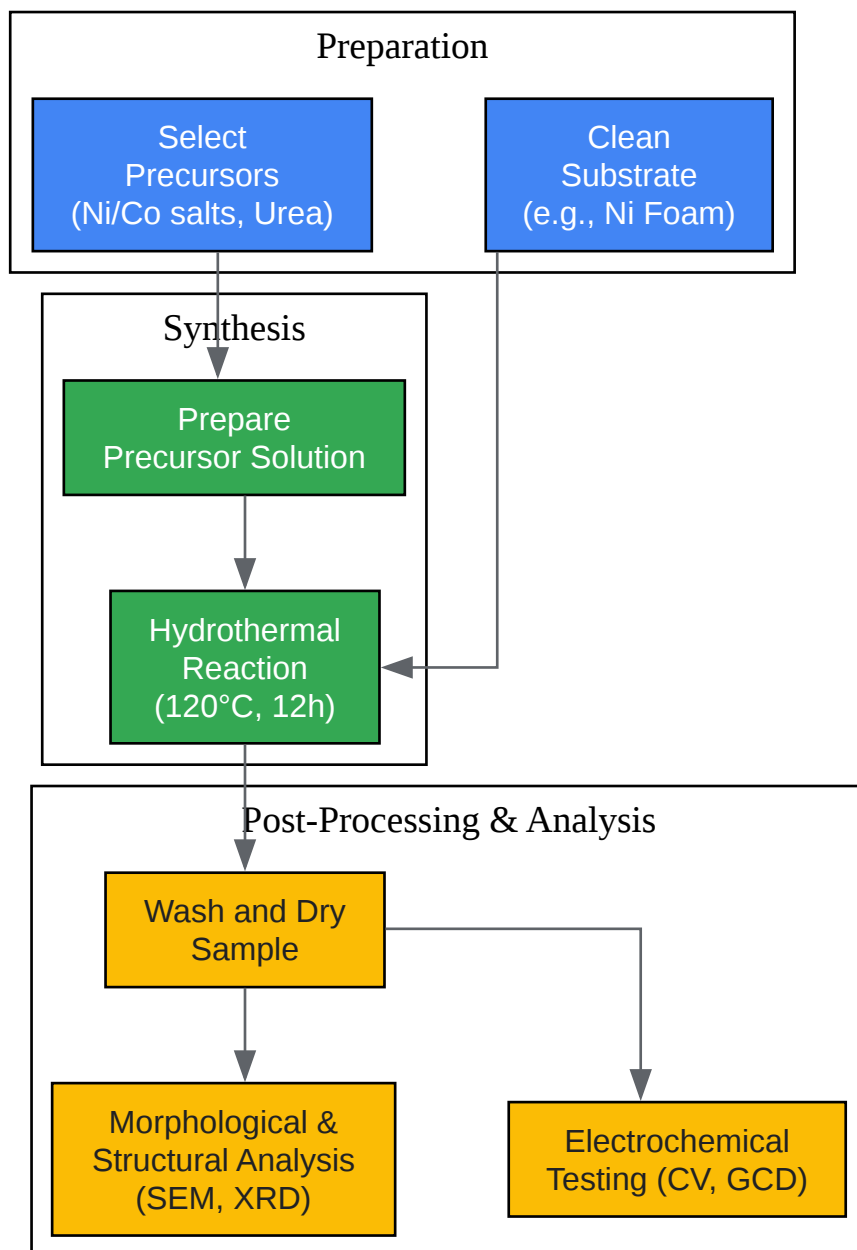 Preparation
Select
Precursors
(Ni/Co salts, Urea)
Clean
Substrate
(e.g., Ni Foam)
Synthesis
Prepare
Precursor Solution
Hydrothermal
Reaction
(120°C, 12h)
Post-Processing & Analysis
Wash and Dry
Sample
Morphological &
Structural Analysis
(SEM, XRD)
Electrochemical
Testing (CV, GCD)